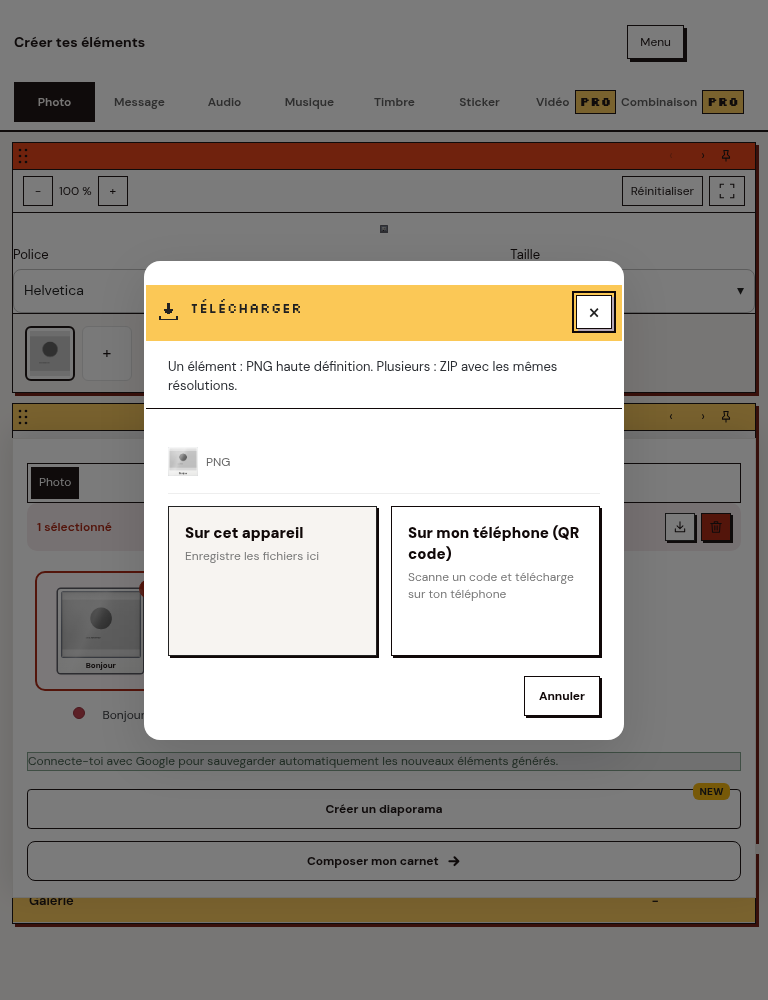 Créer tes éléments
Menu
Photo Message Audio Musique Timbre Sticker Vidéo PRO Combinaison PRO
- 100 % + Réinitialiser
Police Taille
Helvetica
+
TÉLÉCHARGER
Un élément : PNG haute définition. Plusieurs : ZIP avec les mêmes
résolutions.
PNG
Photo
1 sélectionné
Sur cet appareil
Enregistre les fichiers ici
Sur mon téléphone (QR
code)
Scanne un code et télécharge
sur ton téléphone
Bonjour
Annuler
Bonjour
Connecte-toi avec Google pour sauvegarder automatiquement les nouveaux éléments générés.
NEW
Créer un diaporama
Composer mon carnet →
Galerie -